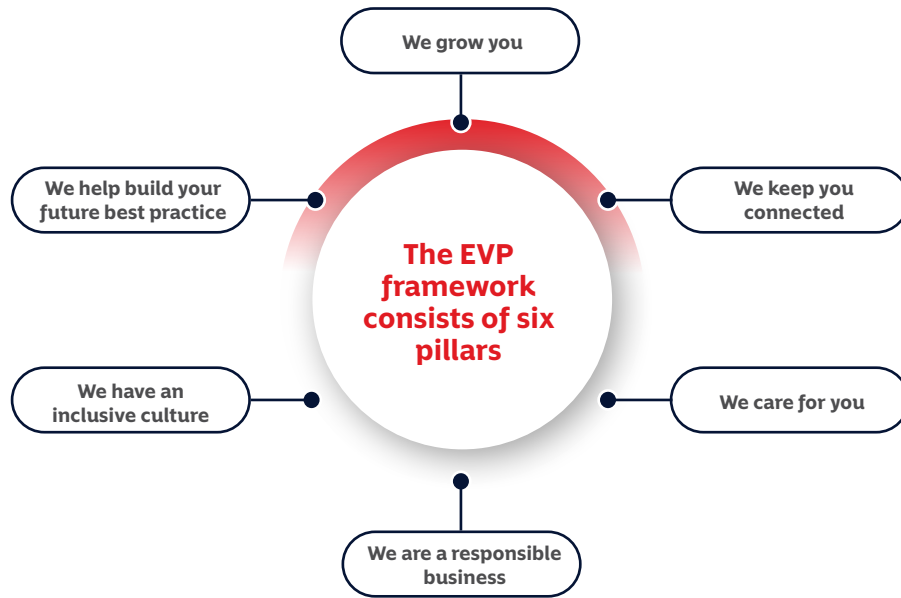 We grow you
We help build your
future best practice
We keep you
connected
The EVP
framework
consists of six
pillars
We have an
inclusive culture
We care for you
We are a responsible
business